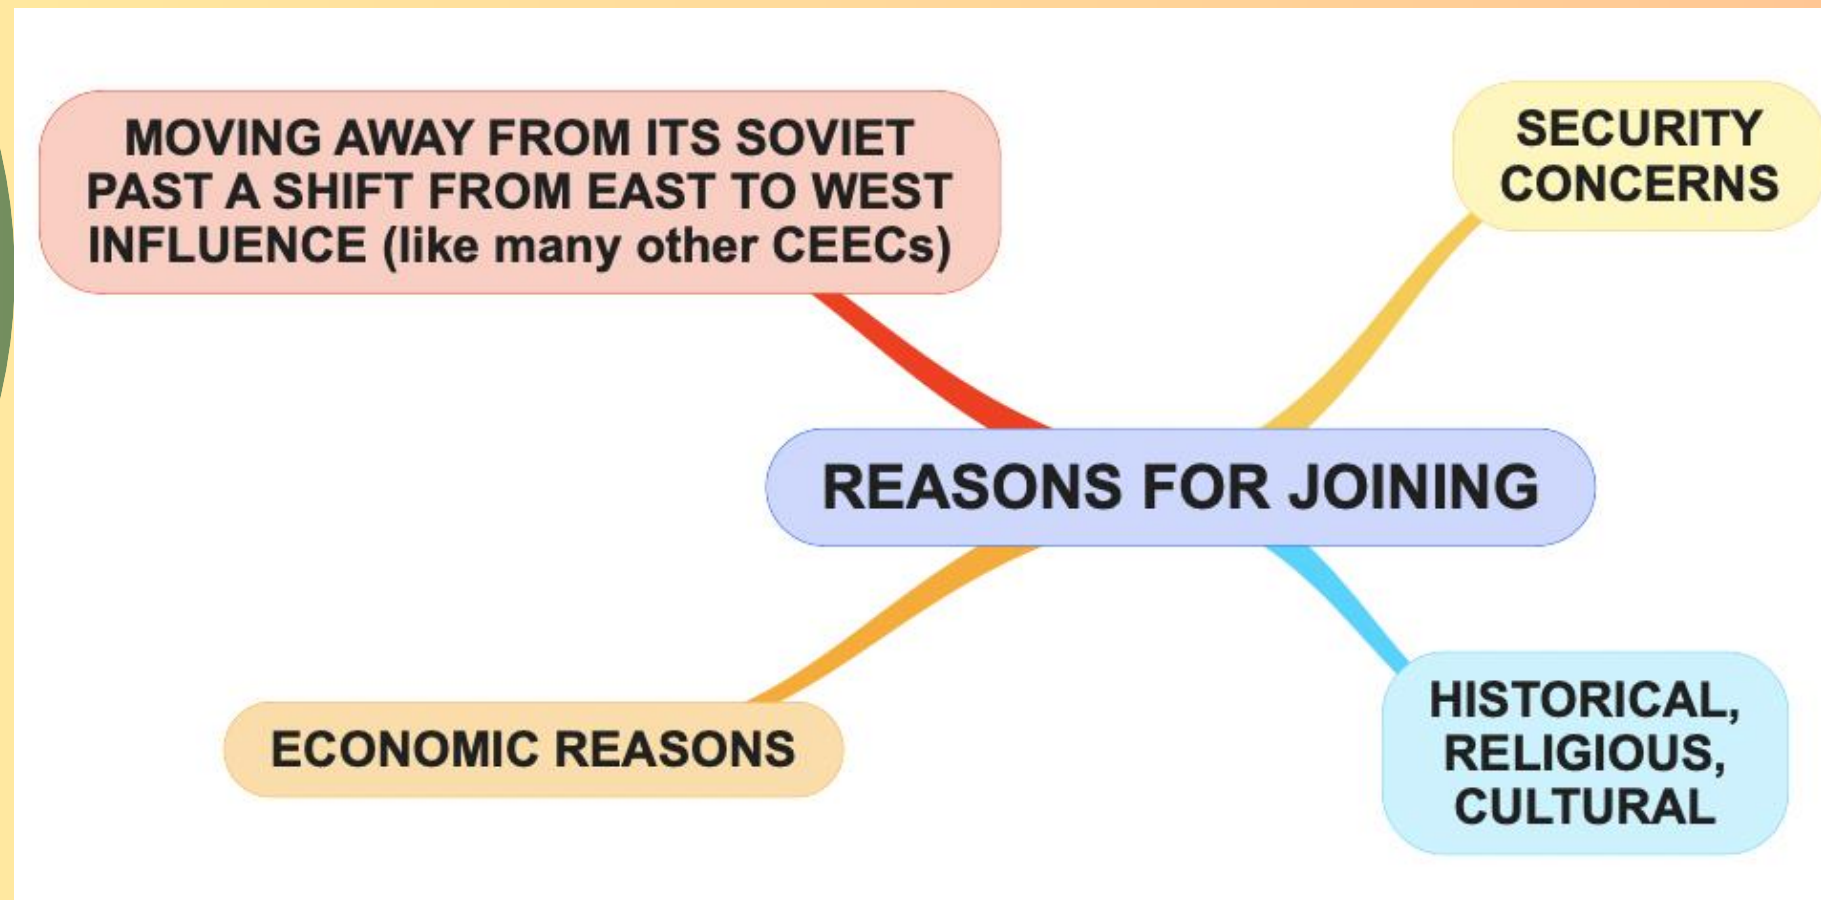 MOVING AWAY FROM ITS SOVIET
PAST A SHIFT FROM EAST TO WEST
INFLUENCE (like many other CEECs)
SECURITY
CONCERNS
REASONS FOR JOINING
ECONOMIC REASONS
HISTORICAL,
RELIGIOUS,
CULTURAL